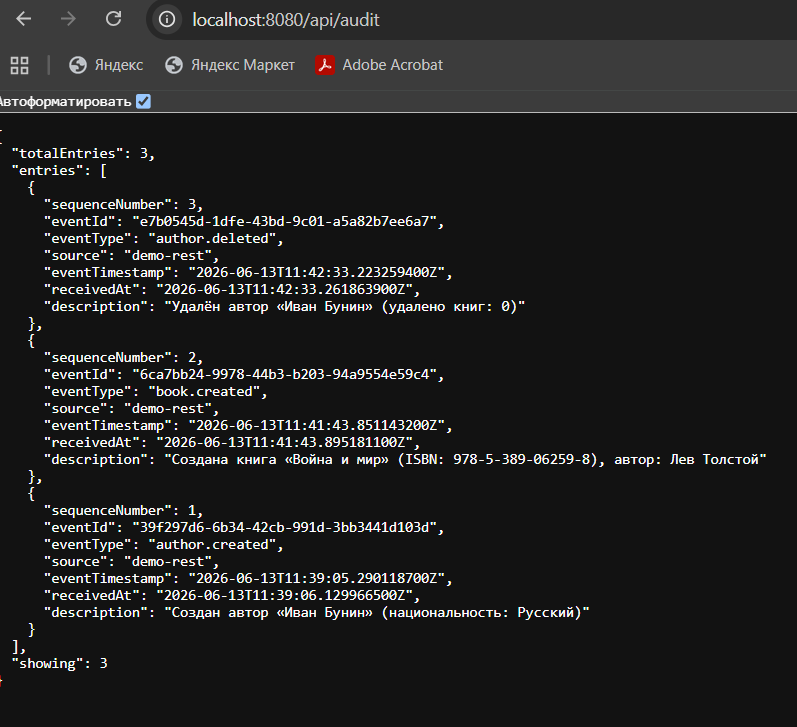 localhost:8080/api/audit
Яндекс Яндекс Маркет Adobe Acrobat
Автоформатировать
{
"totalEntries": 3,
"entries": [
{
"sequenceNumber": 3,
"eventId": "e7b0545d-1dfe-43bd-9c01-a5a82b7ee6a7",
"eventType": "author.deleted",
"source": "demo-rest",
"eventTimestamp": "2026-06-13T11:42:33.223259400Z",
"receivedAt": "2026-06-13T11:42:33.261863900Z",
"description": "Удалён автор «Иван Бунин» (удалено книг: 0)"
},
{
"sequenceNumber": 2,
"eventId": "6ca7bb24-9978-44b3-b203-94a9554e59c4",
"eventType": "book.created",
"source": "demo-rest",
"eventTimestamp": "2026-06-13T11:41:43.851143200Z",
"receivedAt": "2026-06-13T11:41:43.895181100Z",
"description": "Создана книга «Война и мир» (ISBN: 978-5-389-06259-8), автор: Лев Толстой"
},
{
"sequenceNumber": 1,
"eventId": "39f297d6-6b34-42cb-991d-3bb3441d103d",
"eventType": "author.created",
"source": "demo-rest",
"eventTimestamp": "2026-06-13T11:39:05.290118700Z",
"receivedAt": "2026-06-13T11:39:06.129966500Z",
"description": "Создан автор «Иван Бунин» (национальность: Русский)"
}
],
"showing": 3
}